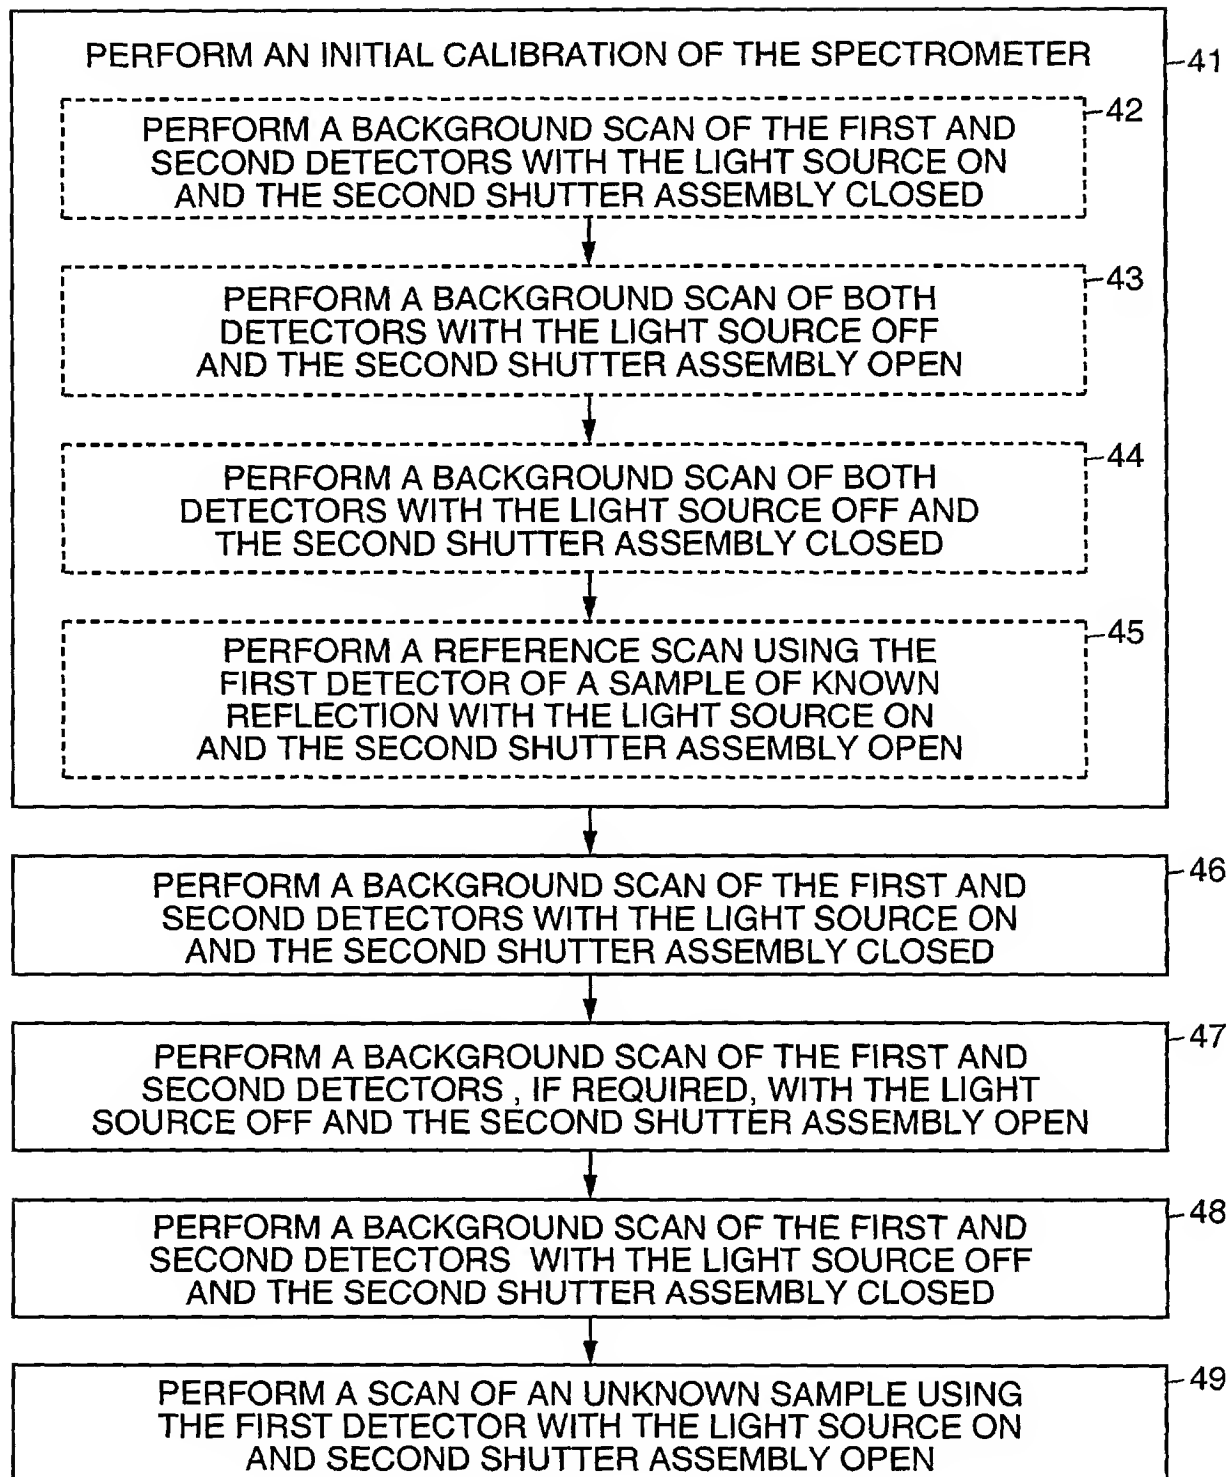 PERFORM AN INITIAL CALIBRATION OF THE SPECTROMETER
41
42
PERFORM A BACKGROUND SCAN OF THE FIRST AND
SECOND DETECTORS WITH THE LIGHT SOURCE ON
AND THE SECOND SHUTTER ASSEMBLY CLOSED
43
PERFORM A BACKGROUND SCAN OF BOTH
DETECTORS WITH THE LIGHT SOURCE OFF
AND THE SECOND SHUTTER ASSEMBLY OPEN
44
PERFORM A BACKGROUND SCAN OF BOTH
DETECTORS WITH THE LIGHT SOURCE OFF AND
THE SECOND SHUTTER ASSEMBLY CLOSED
45
PERFORM A REFERENCE SCAN USING THE
FIRST DETECTOR OF A SAMPLE OF KNOWN
REFLECTION WITH THE LIGHT SOURCE ON
AND THE SECOND SHUTTER ASSEMBLY OPEN
46
PERFORM A BACKGROUND SCAN OF THE FIRST AND
SECOND DETECTORS WITH THE LIGHT SOURCE ON
AND THE SECOND SHUTTER ASSEMBLY CLOSED
47
PERFORM A BACKGROUND SCAN OF THE FIRST AND
SECOND DETECTORS , IF REQUIRED, WITH THE LIGHT
SOURCE OFF AND THE SECOND SHUTTER ASSEMBLY OPEN
48
PERFORM A BACKGROUND SCAN OF THE FIRST AND
SECOND DETECTORS WITH THE LIGHT SOURCE OFF
AND THE SECOND SHUTTER ASSEMBLY CLOSED
49
PERFORM A SCAN OF AN UNKNOWN SAMPLE USING
THE FIRST DETECTOR WITH THE LIGHT SOURCE ON
AND SECOND SHUTTER ASSEMBLY OPEN